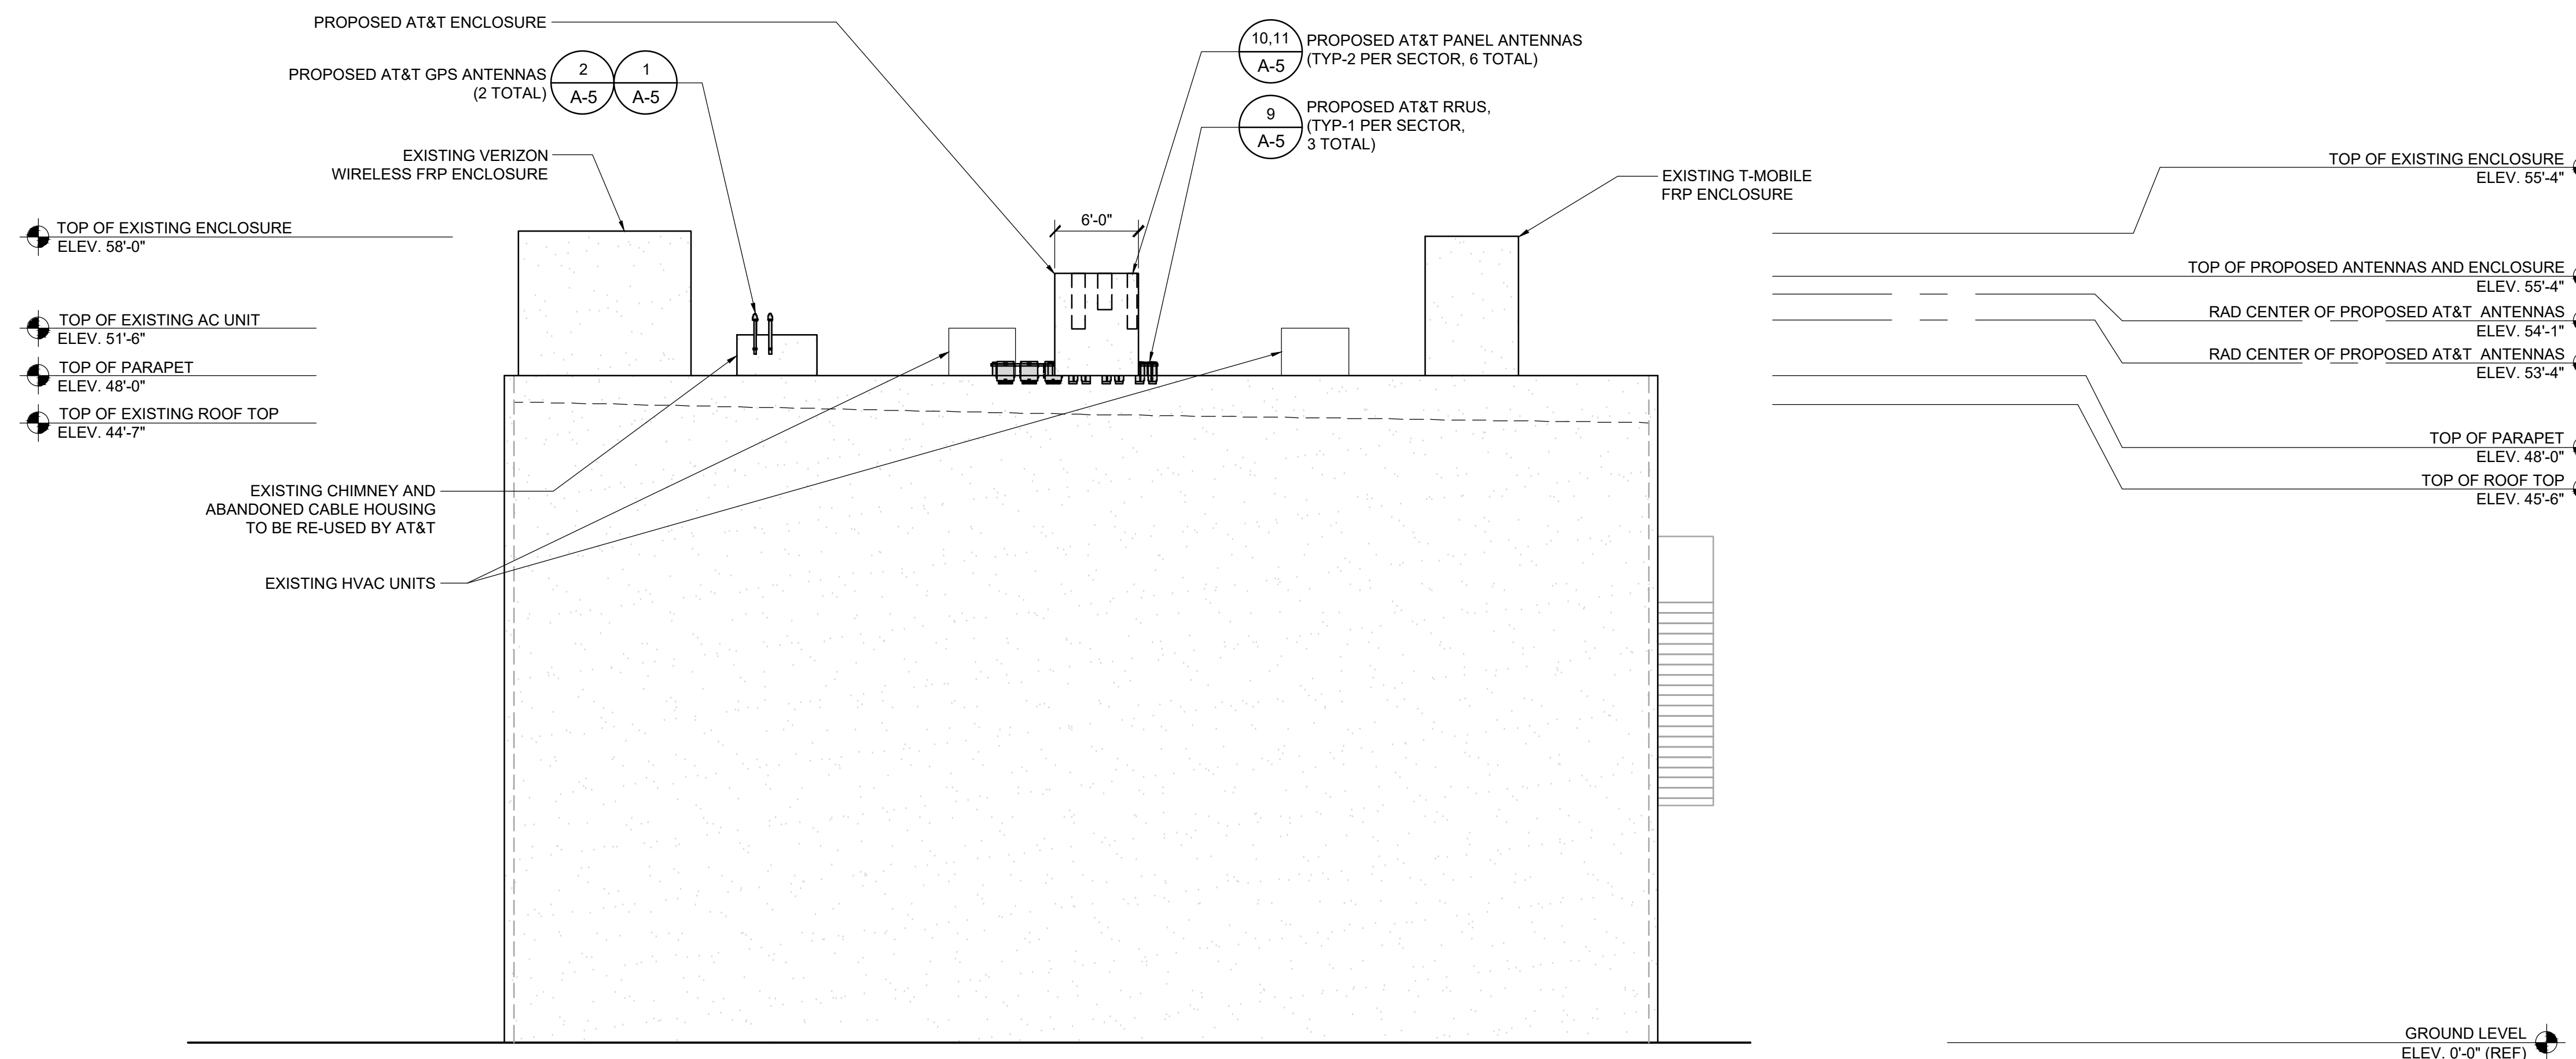 PROPOSED AT&T ENCLOSURE
PROPOSED AT&T GPS ANTENNAS
(2 TOTAL)
2
A-5
1
A-5
EXISTING VERIZON
WIRELESS FRP ENCLOSURE
10,11
A-5
PROPOSED AT&T PANEL ANTENNAS
(TYP-2 PER SECTOR, 6 TOTAL)
9
A-5
PROPOSED AT&T RRUS,
(TYP-1 PER SECTOR,
3 TOTAL)
EXISTING T-MOBILE
FRP ENCLOSURE
6'-0"
TOP OF EXISTING ENCLOSURE
ELEV. 58'-0"
TOP OF EXISTING AC UNIT
ELEV. 51'-6"
TOP OF PARAPET
ELEV. 48'-0"
TOP OF EXISTING ROOF TOP
ELEV. 44'-7"
EXISTING CHIMNEY AND
ABANDONED CABLE HOUSING
TO BE RE-USED BY AT&T
EXISTING HVAC UNITS
TOP OF EXISTING ENCLOSURE
ELEV. 55'-4"
TOP OF PROPOSED ANTENNAS AND ENCLOSURE
ELEV. 55'-4"
RAD CENTER OF PROPOSED AT&T ANTENNAS
ELEV. 54'-1"
RAD CENTER OF PROPOSED AT&T ANTENNAS
ELEV. 53'-4"
TOP OF PARAPET
ELEV. 48'-0"
TOP OF ROOF TOP
ELEV. 45'-6"
GROUND LEVEL
ELEV. 0'-0" (REF)